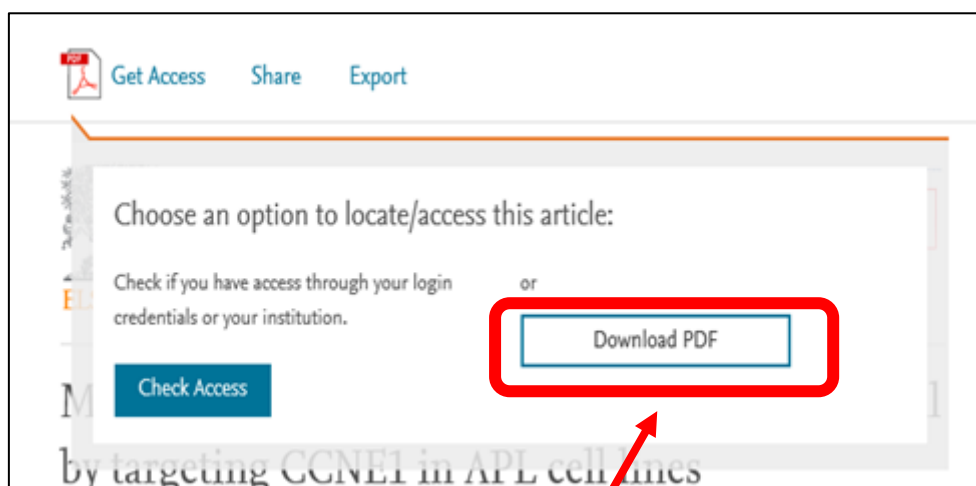 PDF
Get Access Share Export
Choose an option to locate/access this article:
Check if you have access through your login
credentials or your institution.
or
Download PDF
Check Access
by targeting CCNE1 in APL cell lines